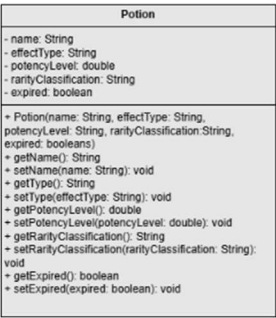 Potion
- name: String
- effectType: String
- potencyLevel: double
- rarityClassification: String
- expired: boolean
+ Potion(name: String, effectType: String,
potencyLevel: String, rarityClassification:String,
expired: booleans)
+ getName(): String
+ setName(name: String): void
+ getType(): String
+ setType(effectType: String): void
+ getPotencyLevel(): double
+ setPotencyLevel(potencyLevel: double): void
+ getRarityClassification(): String
+ setRarityClassification(rarityClassification: String):
void
+ getExpired(): boolean
+ setExpired(expired: boolean): void